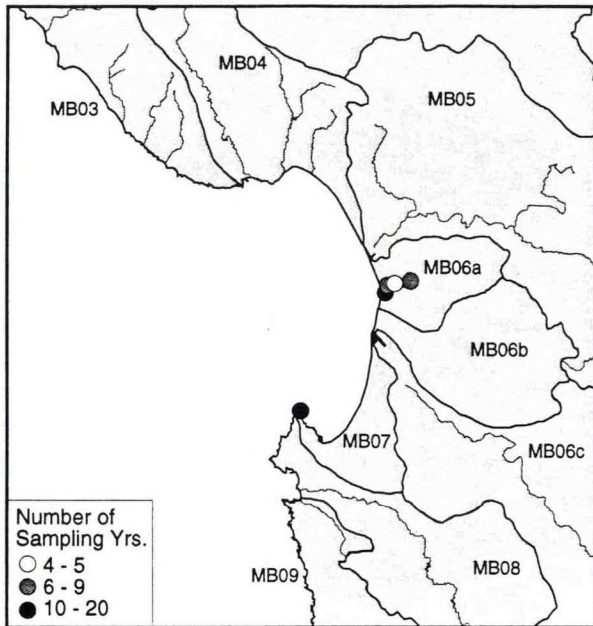 MB04
MB03
MB05
MB06a
MB06b
MB07
MB06c
MB08
MB09
Number of
Sampling Yrs.
4 - 5
6 - 9
10 - 20